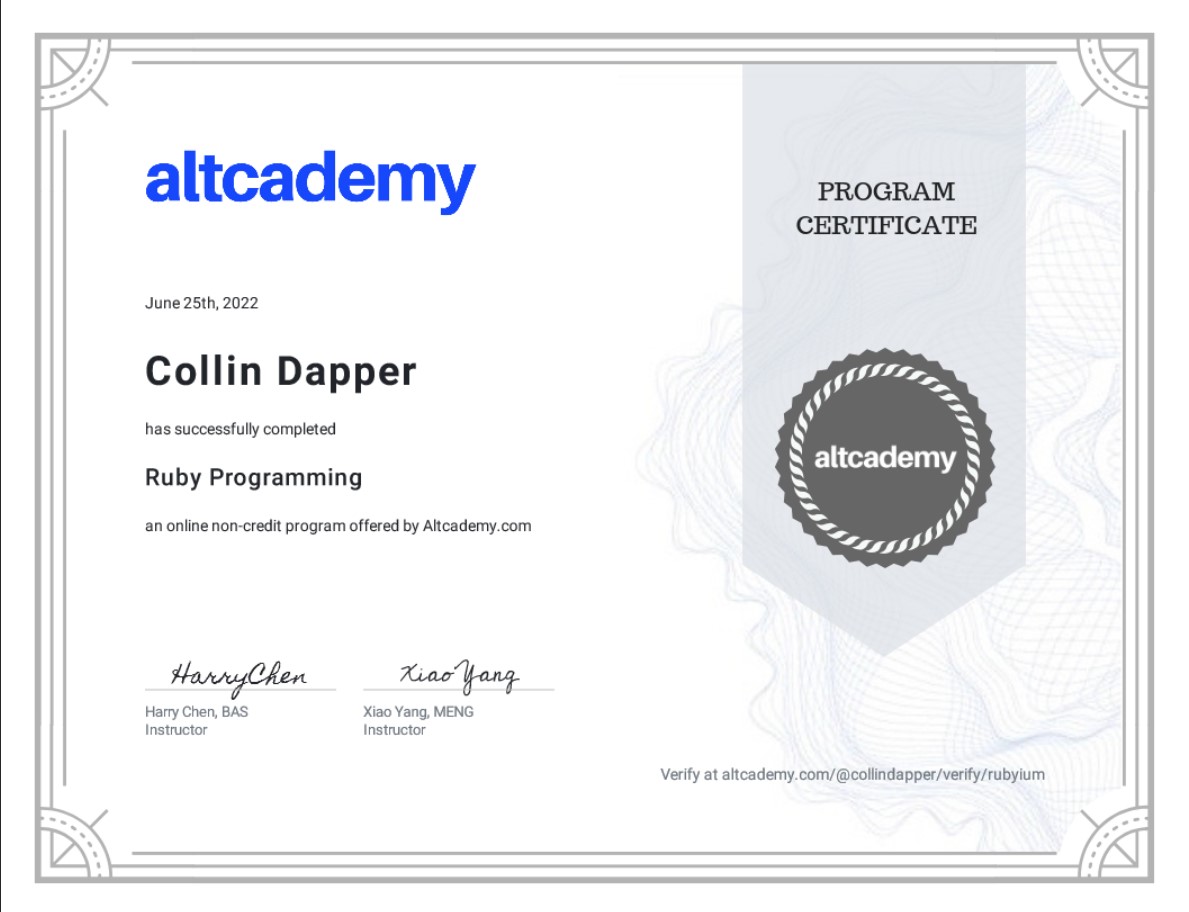 altcademy
PROGRAM
CERTIFICATE
June 25th, 2022
Collin Dapper
has successfully completed
Ruby Programming
an online non-credit program offered by Altcademy.com
altcademy
HarryChen
Xiao Yang
Harry Chen, BAS
Instructor
Xiao Yang, MENG
Instructor
Verify at altcademy.com/@collindapper/verify/rubyium